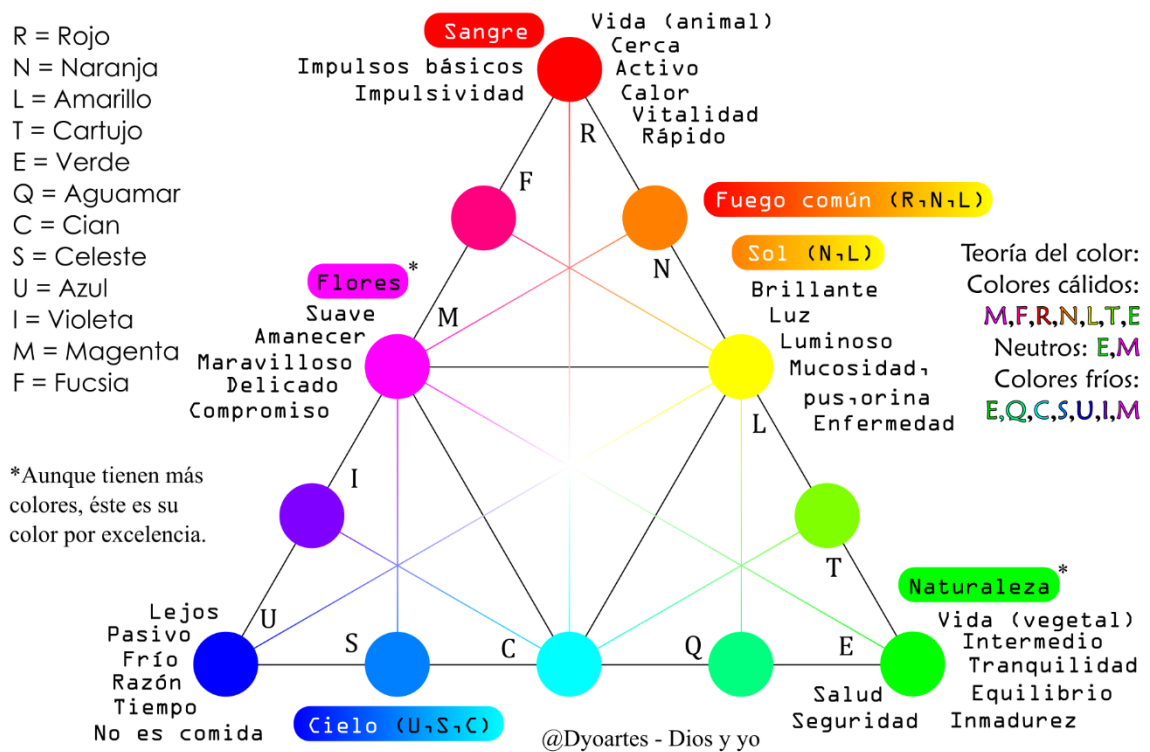 R = Rojo
N = Naranja
L = Amarillo
T = Cartujo
E = Verde
Q = Aguamar
C = Cian
S = Celeste
U = Azul
I = Violeta
M = Magenta
F = Fucsia
*Aunque tienen más
colores, éste es su
color por excelencia.
Sangre
Impulsos básicos
Impulsividad
Vida (animal)
Cerca
Activo
Calor
Vitalidad
Rápido
R
F
N
Fuego común (R,N,L)
Sol (N,L)
Brillante
Luz
Luminoso
Mucosidad,
pus,orina
Enfermedad
L
Flores*
Suave
Amanecer
Maravilloso
Delicado
Compromiso
M
Teoría del color:
Colores cálidos:
M,F,R,N,L,T,E
Neutros: E,M
Colores fríos:
E,Q,C,S,U,I,M
I
T
Lejos
Pasivo
Frío
Razón
Tiempo
No es comida
U
S
C
Q
E
Cielo (U,S,C)
Naturaleza*
Vida (vegetal)
Intermedio
Tranquilidad
Equilibrio
Inmadurez
Salud
Seguridad
@Dyoartes - Dios y yo